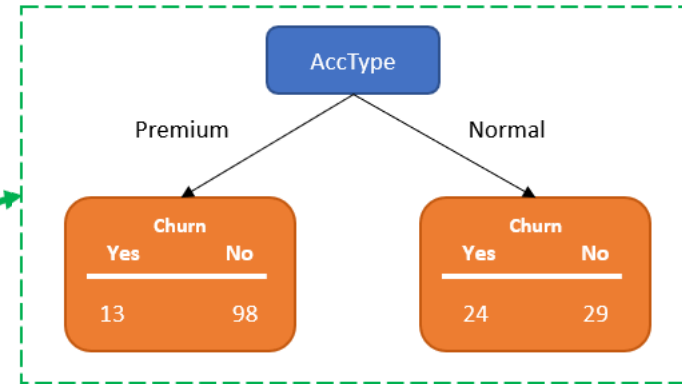 AccType
Premium Normal
Churn
Yes No
13 98
Churn
Yes No
24 29